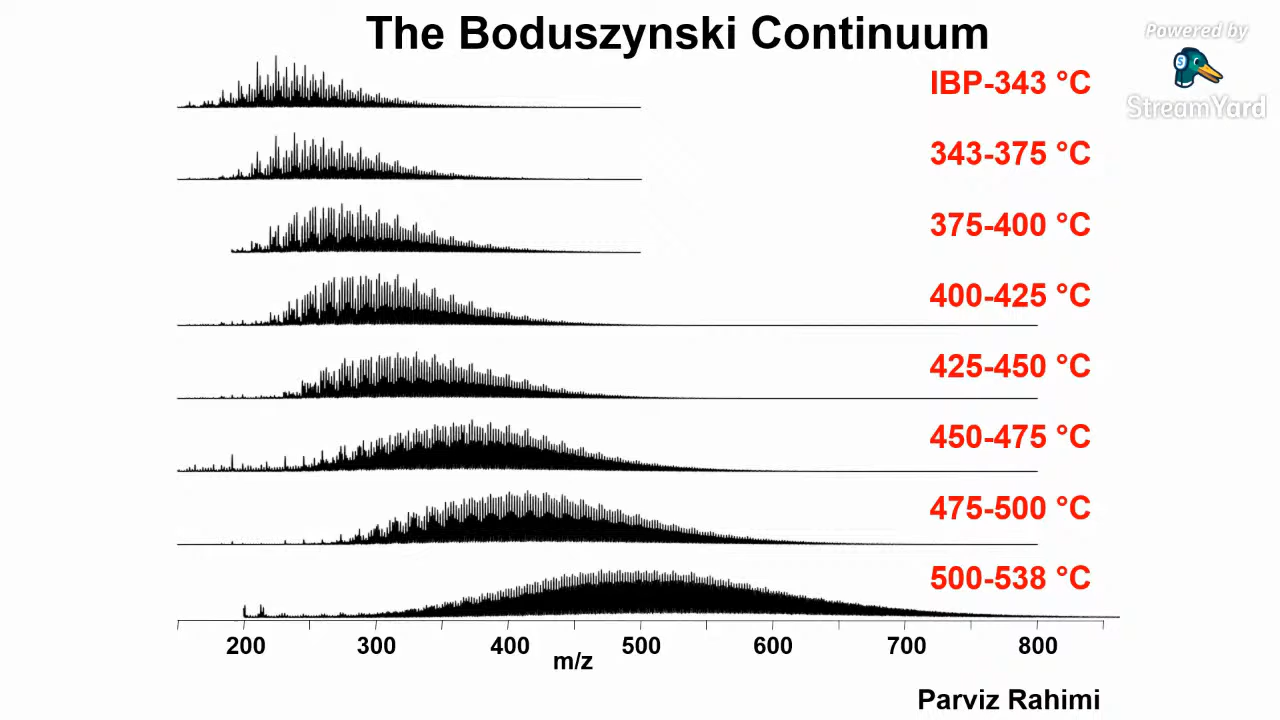 The Boduszynski Continuum
Powered by
StreamYard
IBP-343 °C
343-375 °C
375-400 °C
400-425 °C
425-450 °C
450-475 °C
475-500 °C
500-538 °C
200 300 400 500 600 700 800
m/z
Parviz Rahimi